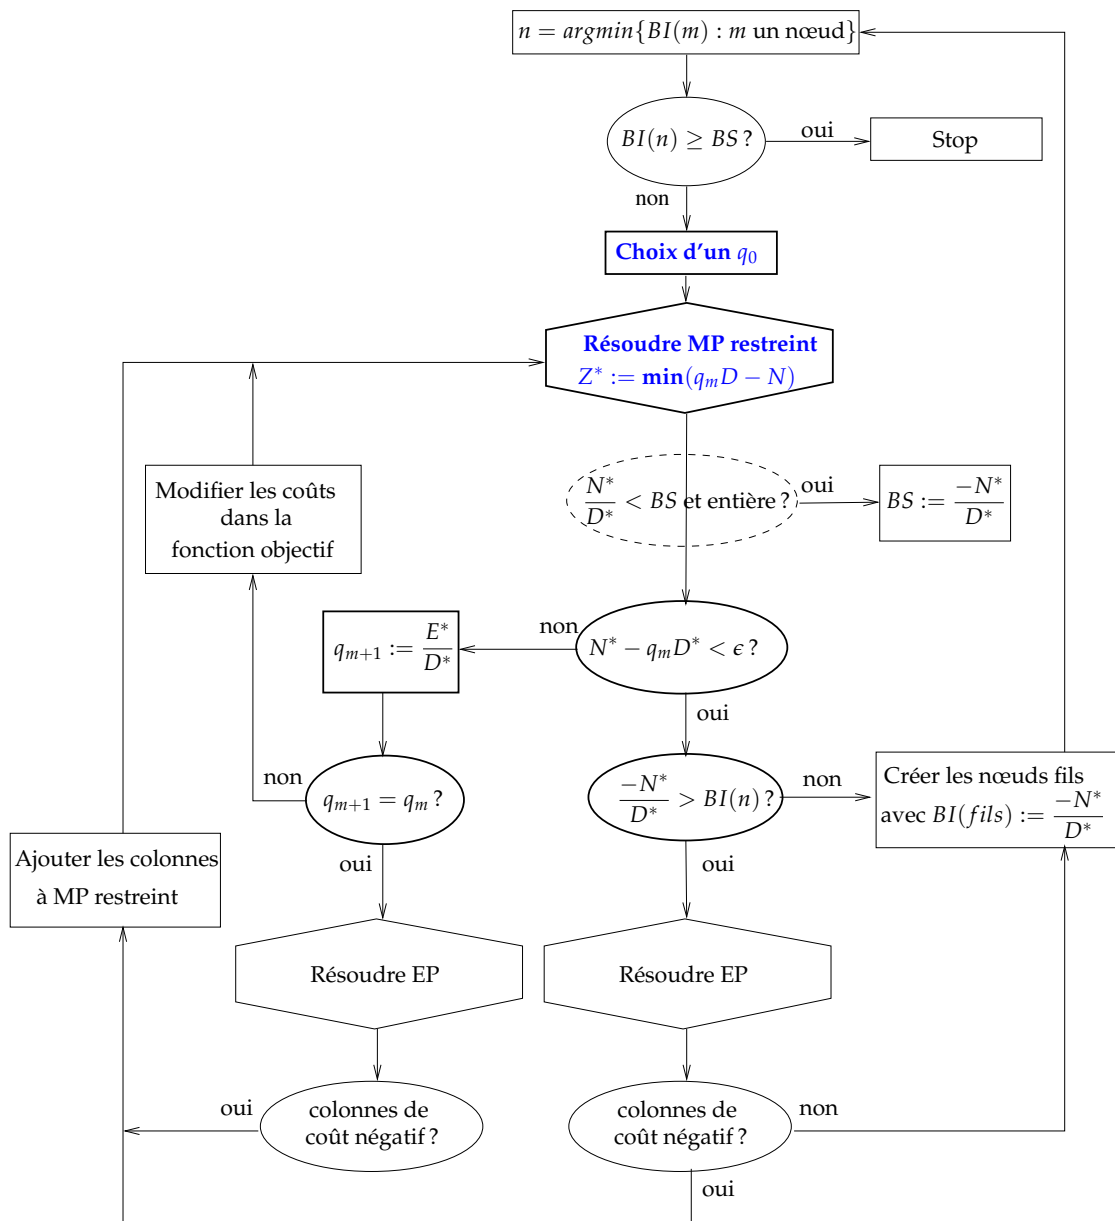 n = argmin{BI(m) : m un nœud}
BI(n) ≥ BS ?
oui
Stop
non
Choix d'un q_0
Résoudre MP restreint
Z* := min(q_m D − N)
Modifier les coûts
dans la
fonction objectif
N*/D* < BS et entière ?
oui
BS := −N*/D*
q_{m+1} := E*/D*
non
N* − q_m D* < ϵ ?
oui
non
q_{m+1} = q_m ?
−N*/D* > BI(n) ?
non
Créer les nœuds fils
avec BI(fils) := −N*/D*
Ajouter les colonnes
à MP restreint
oui
oui
Résoudre EP
Résoudre EP
oui
colonnes de
coût négatif ?
colonnes de
coût négatif ?
non
oui